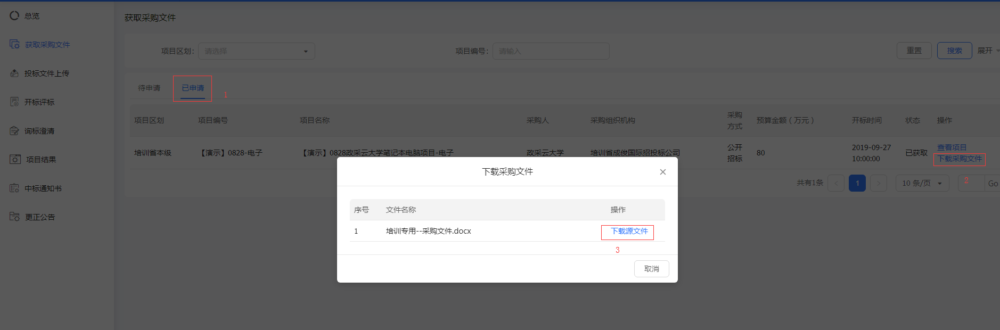 总览
获取采购文件
投标文件上传
开标评标
询标澄清
项目结果
中标通知书
更正公告
获取采购文件
项目区划： 请选择 项目编号： 请输入 重置 搜索 展开
待申请 已申请 1
项目区划 项目编号 项目名称 采购人 采购组织机构 采购方式 预算金额（万元） 开标时间 状态 操作
培训省本级 【演示】0828-电子 【演示】0828政采云大学笔记本电脑项目-电子 政采云大学 培训省成俊国际招投标公司 公开招标 80 2019-09-27 10:00:00 已获取 查看项目
下载采购文件
共有1条 < 1 > 10 条/页 2 Go
下载采购文件 ×
序号 文件名称 操作
1 培训专用--采购文件.docx 下载源文件
3
取消